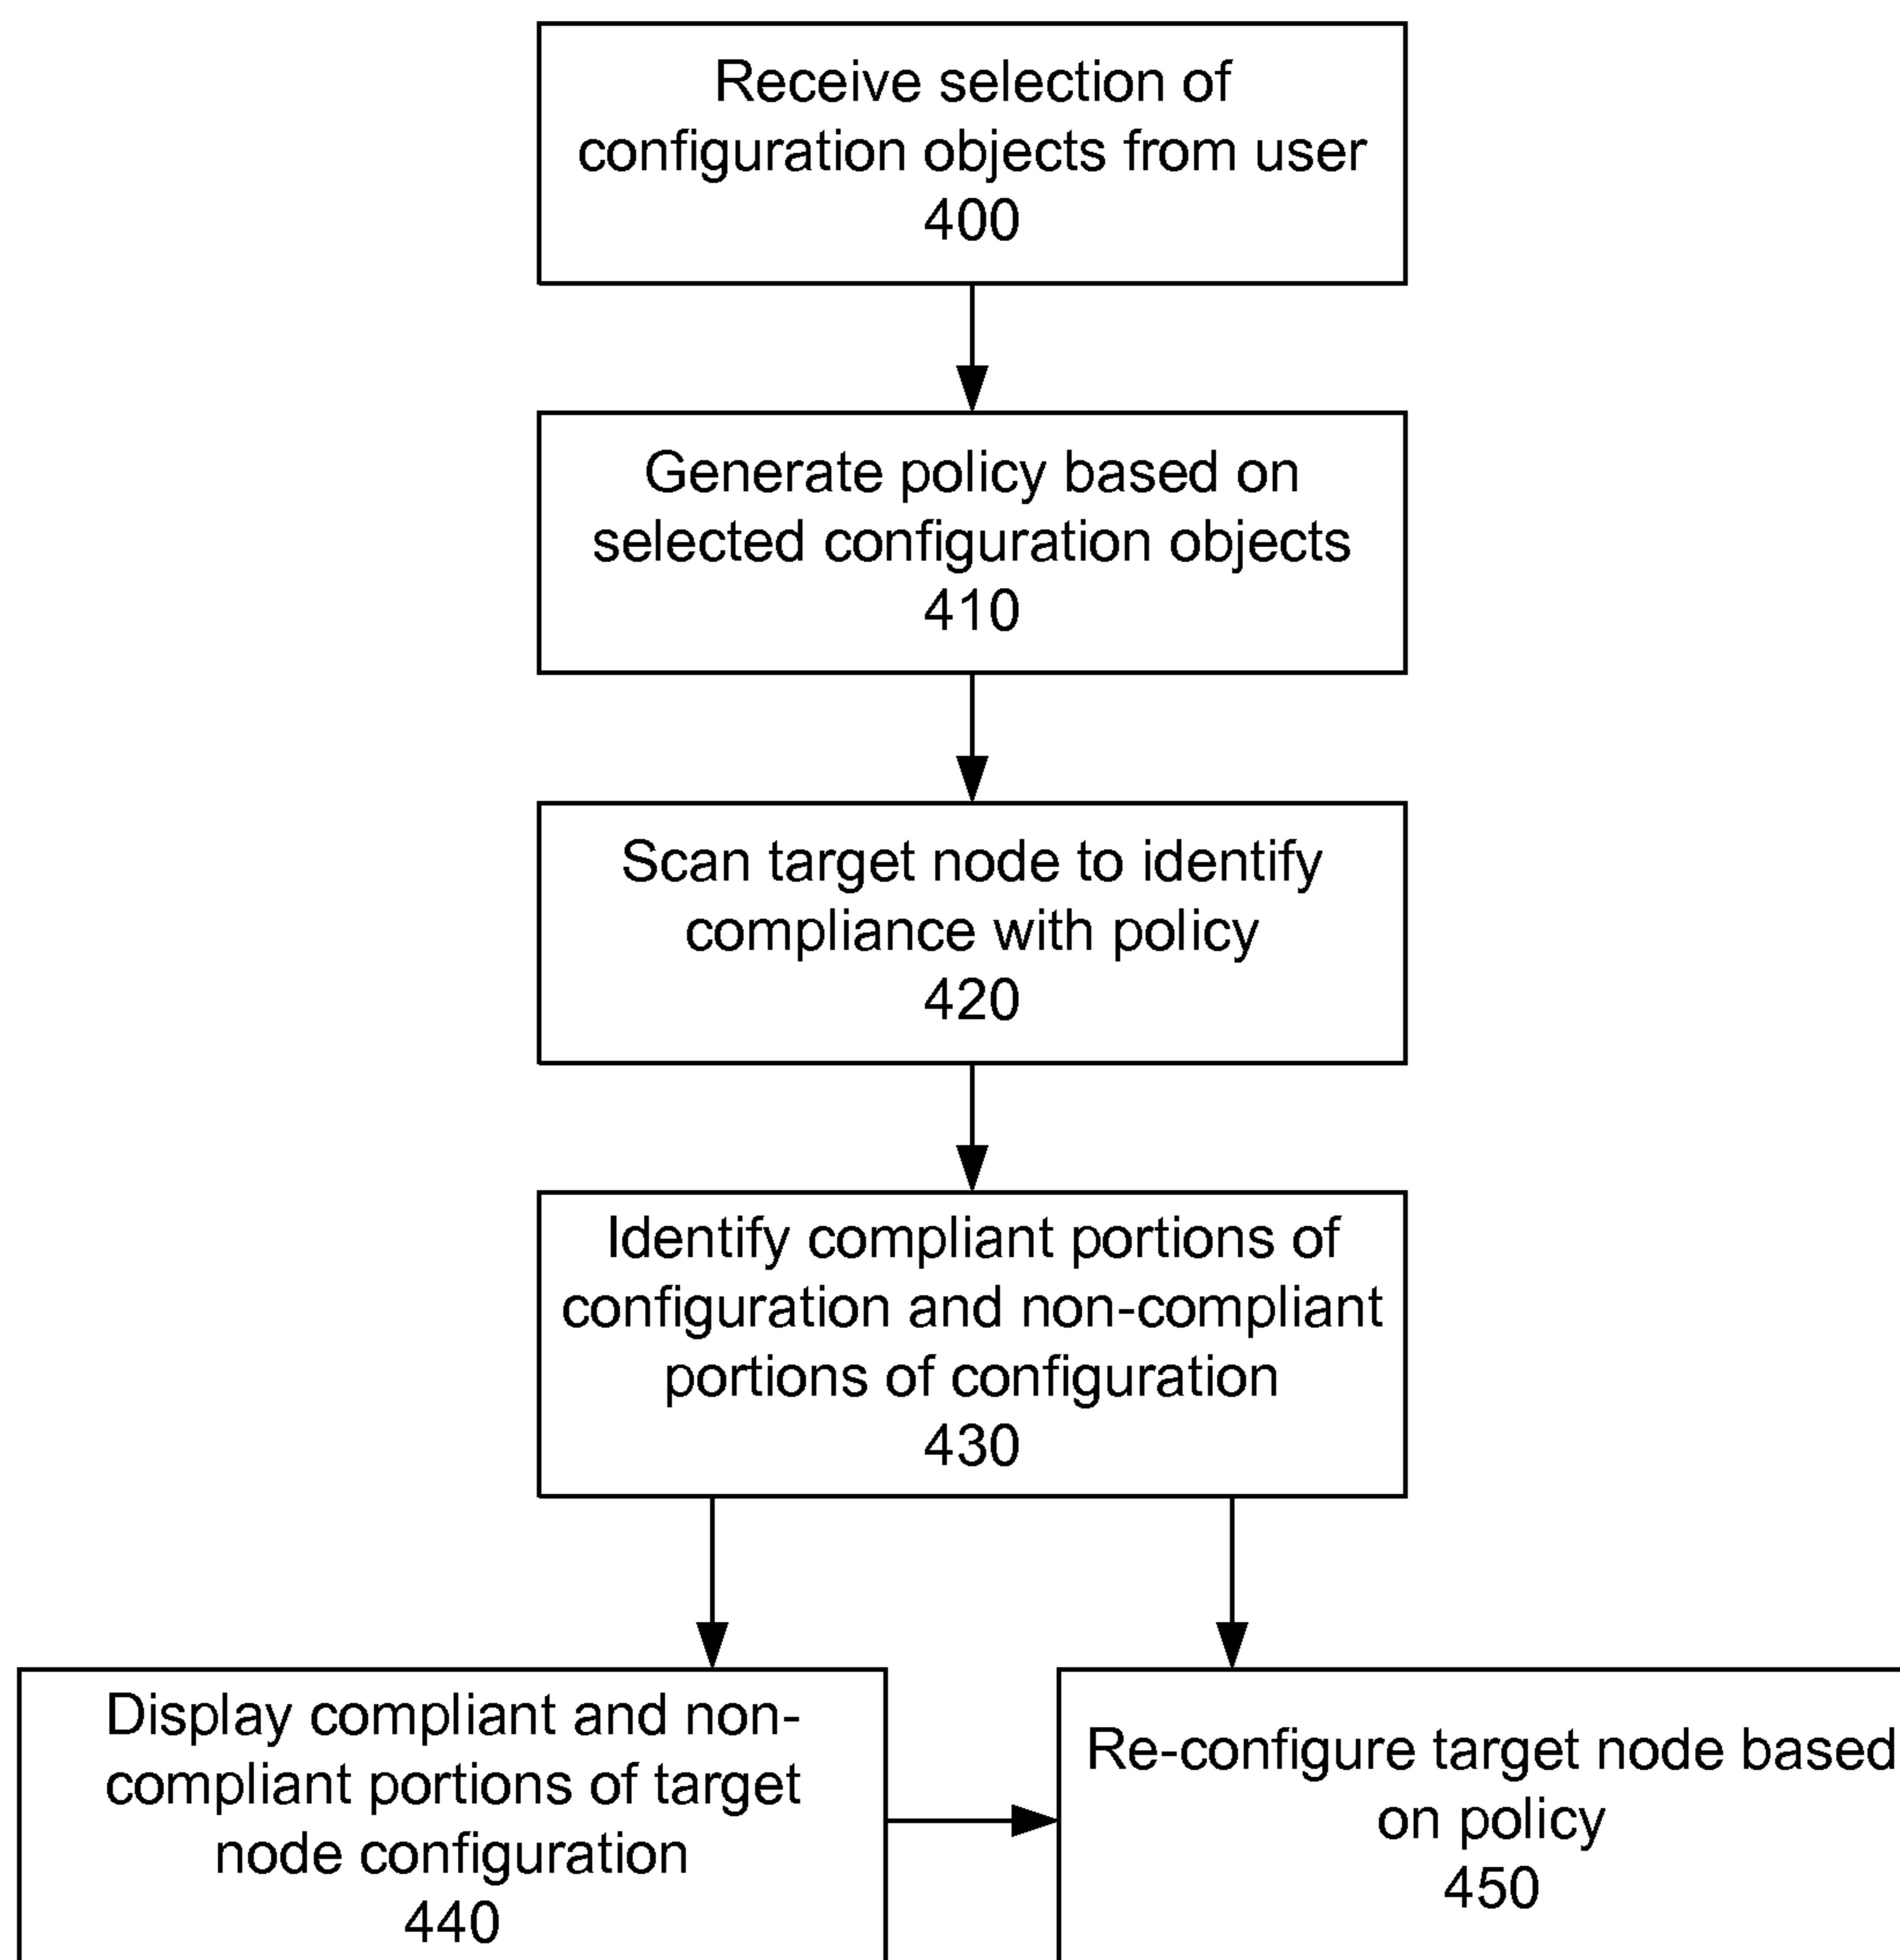 Receive selection of
configuration objects from user
400
Generate policy based on
selected configuration objects
410
Scan target node to identify
compliance with policy
420
Identify compliant portions of
configuration and non-compliant
portions of configuration
430
Display compliant and non-
compliant portions of target
node configuration
440
Re-configure target node based
on policy
450